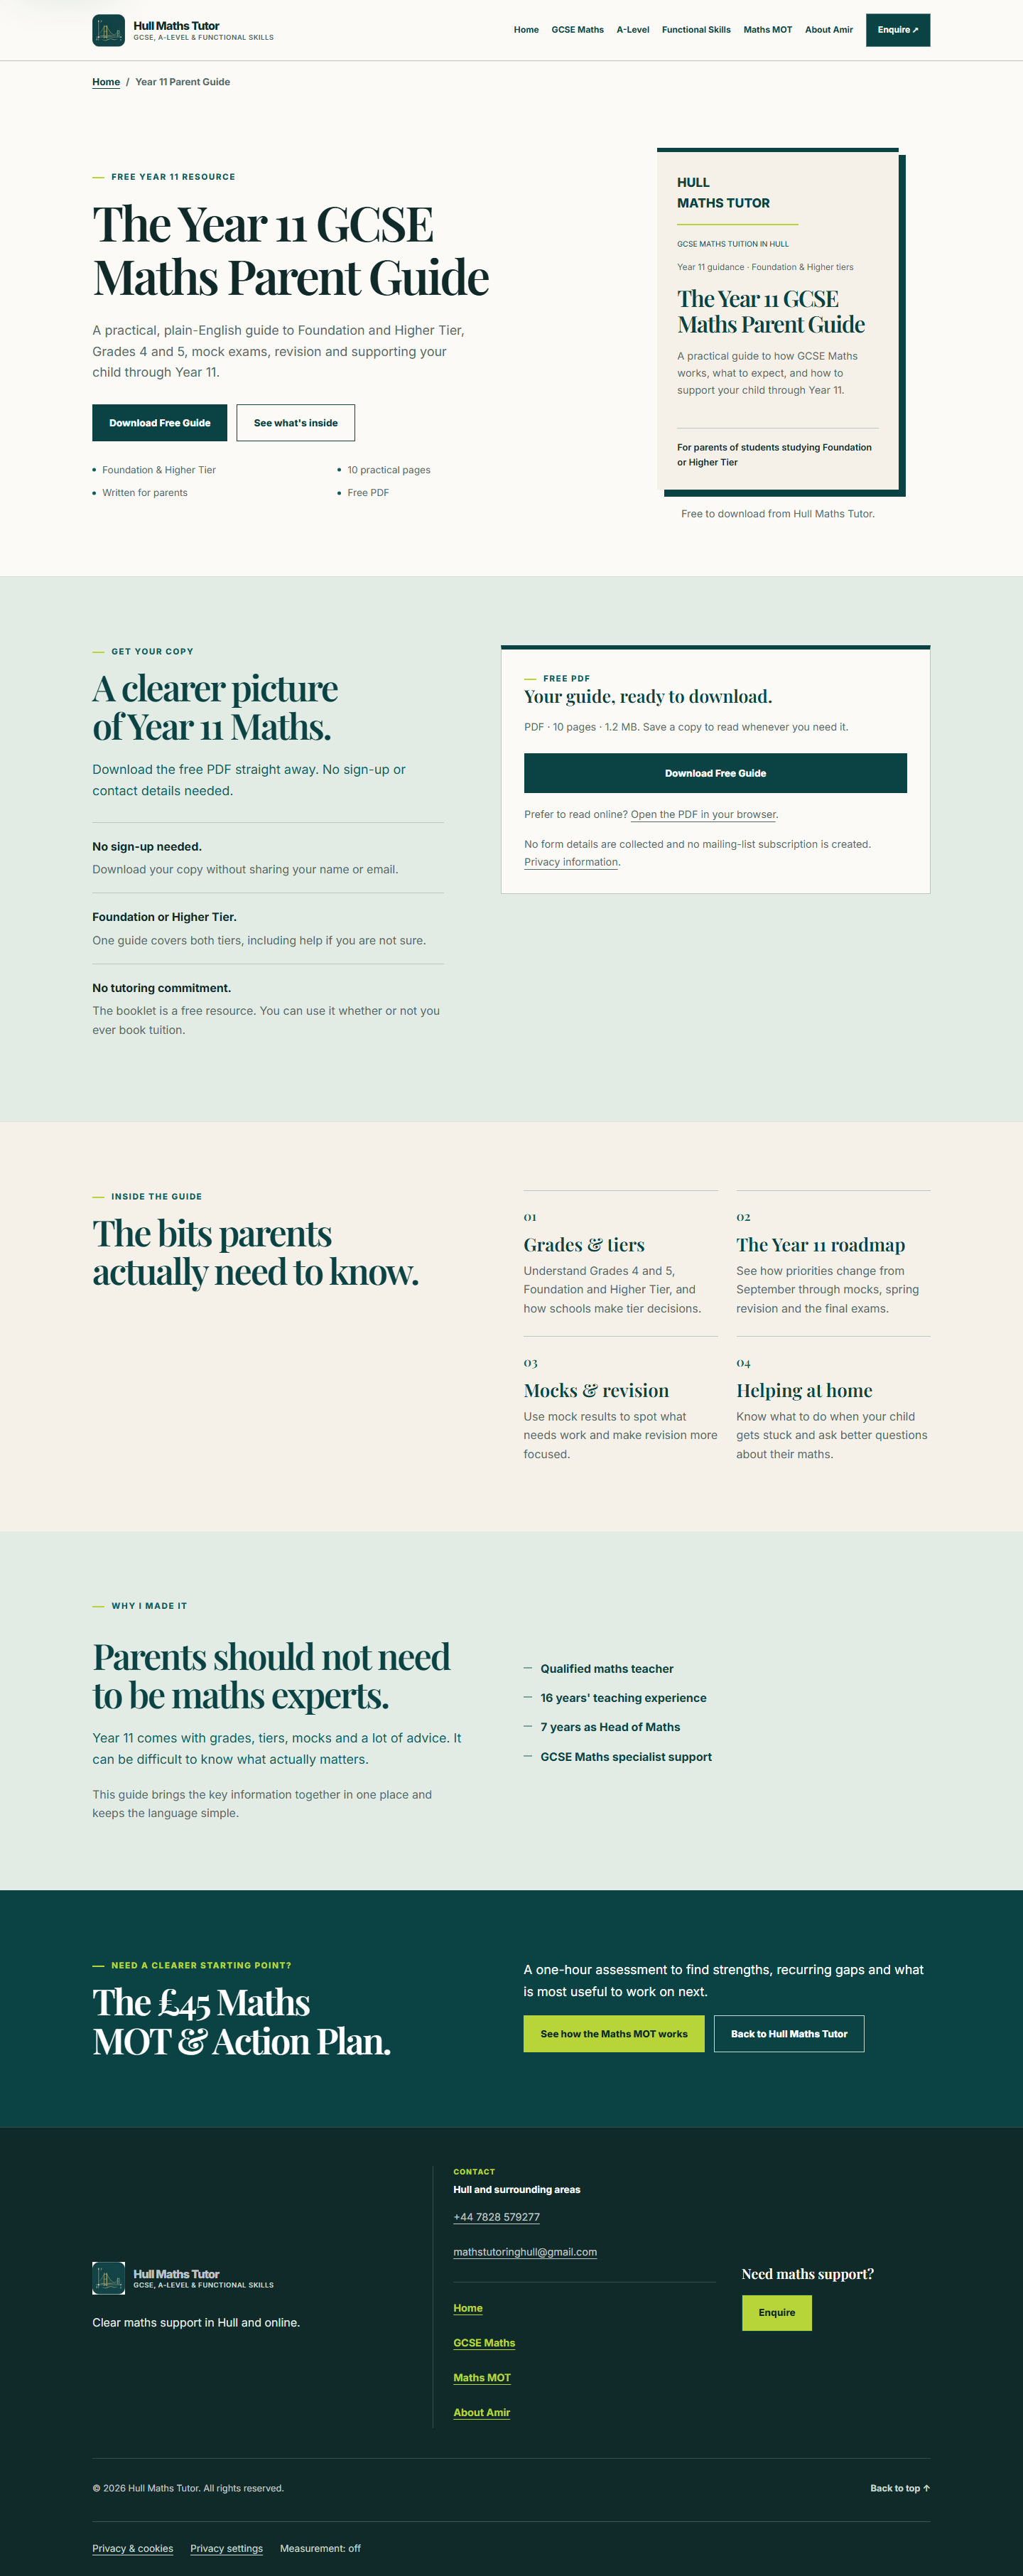 Hull Maths Tutor
GCSE, A-LEVEL & FUNCTIONAL SKILLS
Home GCSE Maths A-Level Functional Skills Maths MOT About Amir Enquire ↗
Home / Year 11 Parent Guide
FREE YEAR 11 RESOURCE
The Year 11 GCSE
Maths Parent Guide
A practical, plain-English guide to Foundation and Higher Tier,
Grades 4 and 5, mock exams, revision and supporting your
child through Year 11.
Download Free Guide See what's inside
Foundation & Higher Tier
10 practical pages
Written for parents
Free PDF
HULL
MATHS TUTOR
GCSE MATHS TUITION IN HULL
Year 11 guidance · Foundation & Higher tiers
The Year 11 GCSE
Maths Parent Guide
A practical guide to how GCSE Maths
works, what to expect, and how to
support your child through Year 11.
For parents of students studying Foundation
or Higher Tier
Free to download from Hull Maths Tutor.
GET YOUR COPY
A clearer picture
of Year 11 Maths.
Download the free PDF straight away. No sign-up or
contact details needed.
No sign-up needed.
Download your copy without sharing your name or email.
Foundation or Higher Tier.
One guide covers both tiers, including help if you are not sure.
No tutoring commitment.
The booklet is a free resource. You can use it whether or not you
ever book tuition.
FREE PDF
Your guide, ready to download.
PDF · 10 pages · 1.2 MB. Save a copy to read whenever you need it.
Download Free Guide
Prefer to read online? Open the PDF in your browser.
No form details are collected and no mailing-list subscription is created.
Privacy information.
INSIDE THE GUIDE
The bits parents
actually need to know.
01
Grades & tiers
Understand Grades 4 and 5,
Foundation and Higher Tier, and
how schools make tier decisions.
02
The Year 11 roadmap
See how priorities change from
September through mocks, spring
revision and the final exams.
03
Mocks & revision
Use mock results to spot what
needs work and make revision more
focused.
04
Helping at home
Know what to do when your child
gets stuck and ask better questions
about their maths.
WHY I MADE IT
Parents should not need
to be maths experts.
Year 11 comes with grades, tiers, mocks and a lot of advice. It
can be difficult to know what actually matters.
This guide brings the key information together in one place and
keeps the language simple.
Qualified maths teacher
16 years' teaching experience
7 years as Head of Maths
GCSE Maths specialist support
NEED A CLEARER STARTING POINT?
The £45 Maths
MOT & Action Plan.
A one-hour assessment to find strengths, recurring gaps and what
is most useful to work on next.
See how the Maths MOT works Back to Hull Maths Tutor
Hull Maths Tutor
GCSE, A-LEVEL & FUNCTIONAL SKILLS
Clear maths support in Hull and online.
CONTACT
Hull and surrounding areas
+44 7828 579277
mathstutoringhull@gmail.com
Home
GCSE Maths
Maths MOT
About Amir
Need maths support?
Enquire
© 2026 Hull Maths Tutor. All rights reserved.
Back to top ↑
Privacy & cookies Privacy settings Measurement: off